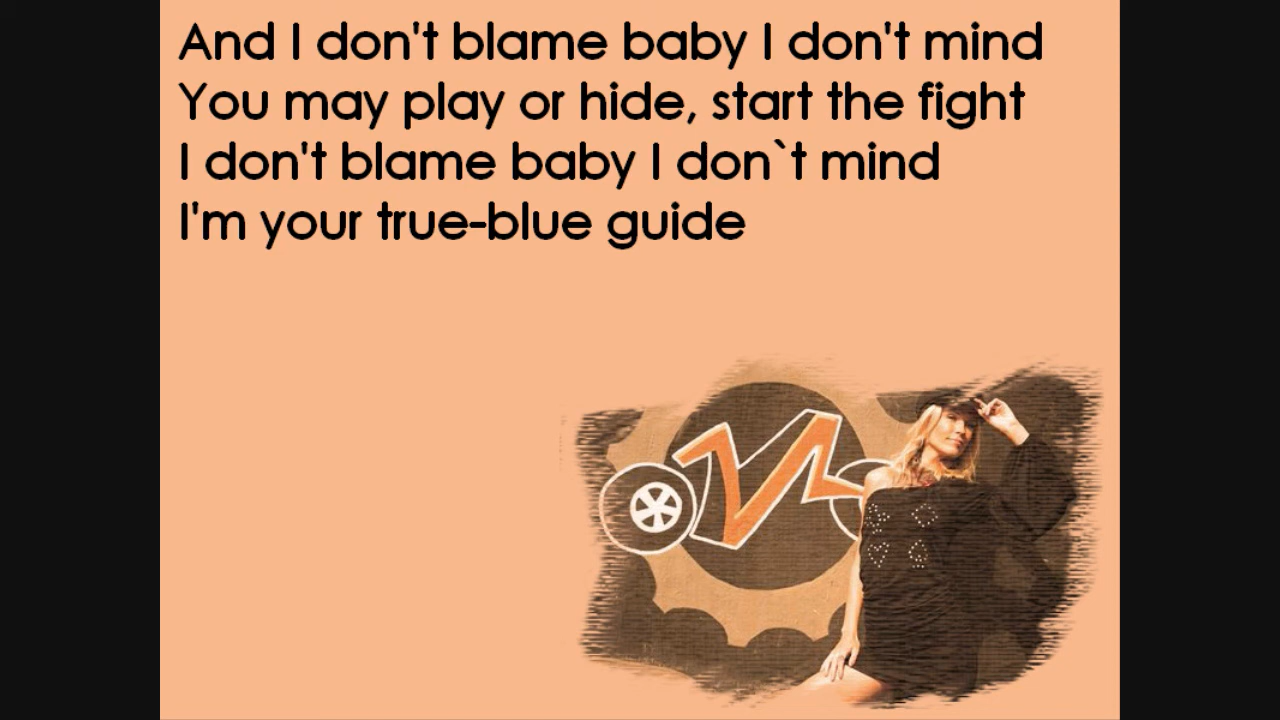 And I don't blame baby I don't mind
You may play or hide, start the fight
I don't blame baby I don`t mind
I'm your true-blue guide